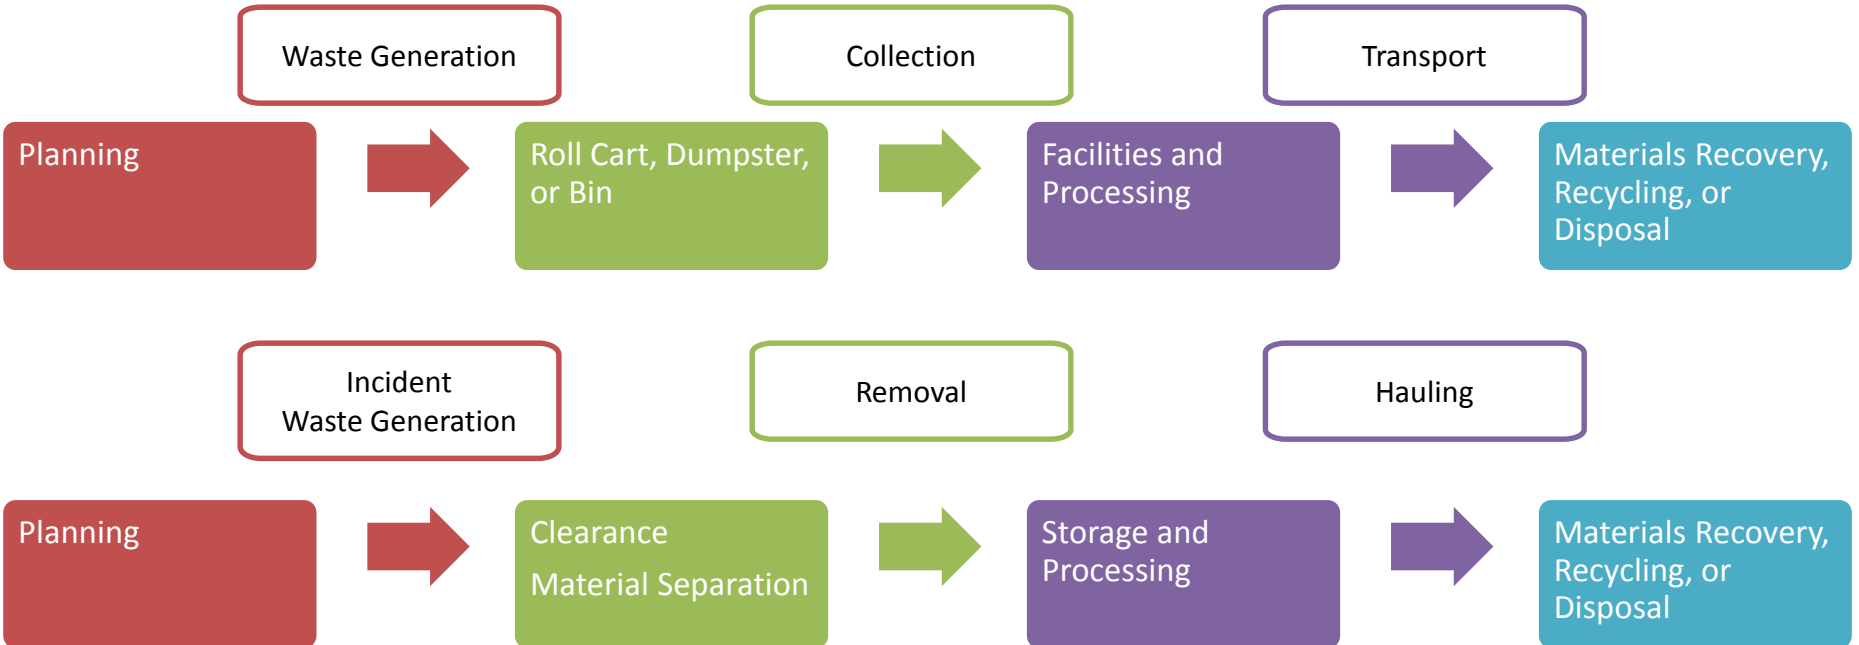 Waste Generation
Collection
Transport
Planning
Roll Cart, Dumpster,
or Bin
Facilities and
Processing
Materials Recovery,
Recycling, or
Disposal
Incident
Waste Generation
Removal
Hauling
Planning
Clearance
Material Separation
Storage and
Processing
Materials Recovery,
Recycling, or
Disposal